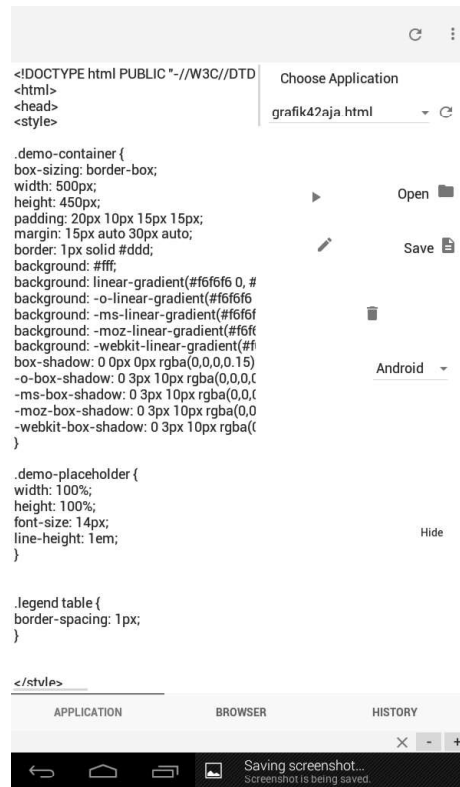 <!DOCTYPE html PUBLIC "-//W3C//DTD
<html>
<head>
<style>
.demo-container {
box-sizing: border-box;
width: 500px;
height: 450px;
padding: 20px 10px 15px 15px;
margin: 15px auto 30px auto;
border: 1px solid #ddd;
background: #fff;
background: linear-gradient(#f6f6f6 0, #
background: -o-linear-gradient(#f6f6f6
background: -ms-linear-gradient(#f6f6f
background: -moz-linear-gradient(#f6f6
background: -webkit-linear-gradient(#f6
box-shadow: 0 0px 0px rgba(0,0,0,0.15)
-o-box-shadow: 0 3px 10px rgba(0,0,0,0
-ms-box-shadow: 0 3px 10px rgba(0,0,0
-moz-box-shadow: 0 3px 10px rgba(0,0
-webkit-box-shadow: 0 3px 10px rgba(0
}
.demo-placeholder {
width: 100%;
height: 100%;
font-size: 14px;
line-height: 1em;
}
.legend table {
border-spacing: 1px;
}
</style>
Choose Application
grafik42aja.html
Open
Save
Android
Hide
APPLICATION BROWSER HISTORY
- +
Saving screenshot...
Screenshot is being saved.